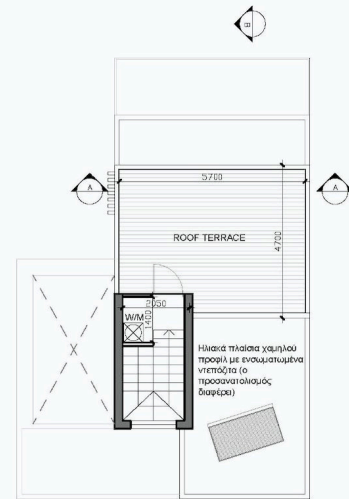 B
A
A
5700
ROOF TERRACE
4700
2050
W/M
1400
Ηλιακά πλαίσια χαμηλού
προφίλ με ενσωματωμένα
ντεπόζιτα (ο
προσανατολισμός
διαφέρει)